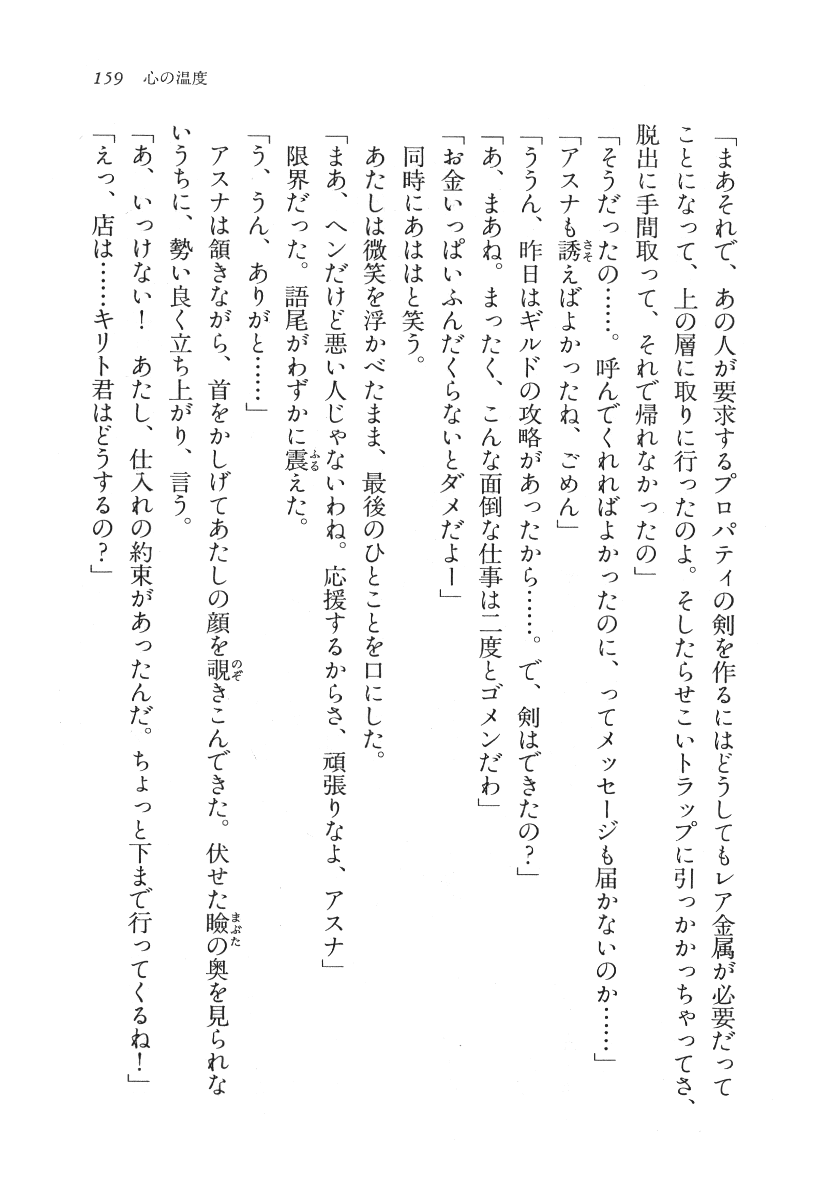 159 心の温度
「まあそれで、あの人が要求するプロパティの剣を作るにはどうしてもレア金属が必要だって
ことになって、上の層に取りに行ったのよ。そしたらせこいトラップに引っかかっちゃってさ、
脱出に手間取って、それで帰れなかったの」
「そうだったの……。呼んでくれればよかったのに、ってメッセージも届かないのか……」
「アスナも誘えばよかったね、ごめん」
「ううん、昨日はギルドの攻略があったから……。で、剣はできたの？」
「あ、まあね。まったく、こんな面倒な仕事は二度とゴメンだわ」
「お金いっぱいふんだくらないとダメだよー」
同時にあははと笑う。
あたしは微笑を浮かべたまま、最後のひとことを口にした。
「まあ、ヘンだけど悪い人じゃないわね。応援するからさ、頑張りなよ、アスナ」
限界だった。語尾がわずかに震えた。
「う、うん、ありがと……」
アスナは頷きながら、首をかしげてあたしの顔を覗きこんできた。伏せた瞼の奥を見られな
いうちに、勢い良く立ち上がり、言う。
「あ、いっけない！　あたし、仕入れの約束があったんだ。ちょっと下まで行ってくるね！」
「えっ、店は……キリト君はどうするの？」